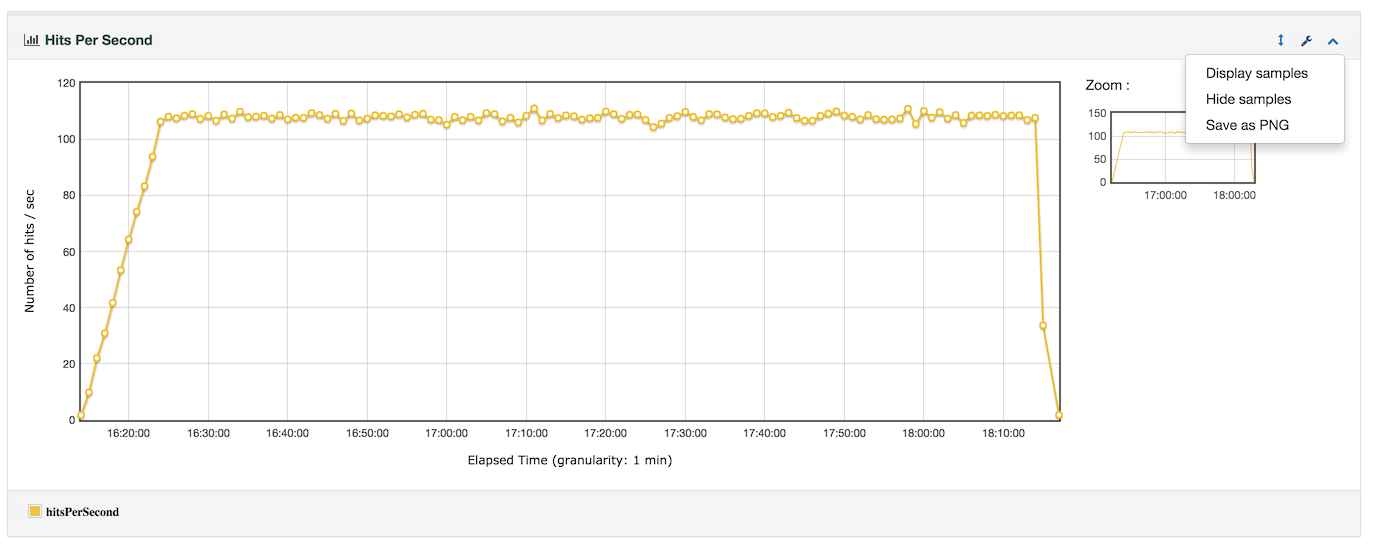 Hits Per Second
Display samples
Hide samples
Save as PNG
Zoom :
150
100
50
0
17:00:00 18:00:00
120
100
80
60
40
20
0
Number of hits / sec
16:20:00 16:30:00 16:40:00 16:50:00 17:00:00 17:10:00 17:20:00 17:30:00 17:40:00 17:50:00 18:00:00 18:10:00
Elapsed Time (granularity: 1 min)
hitsPerSecond